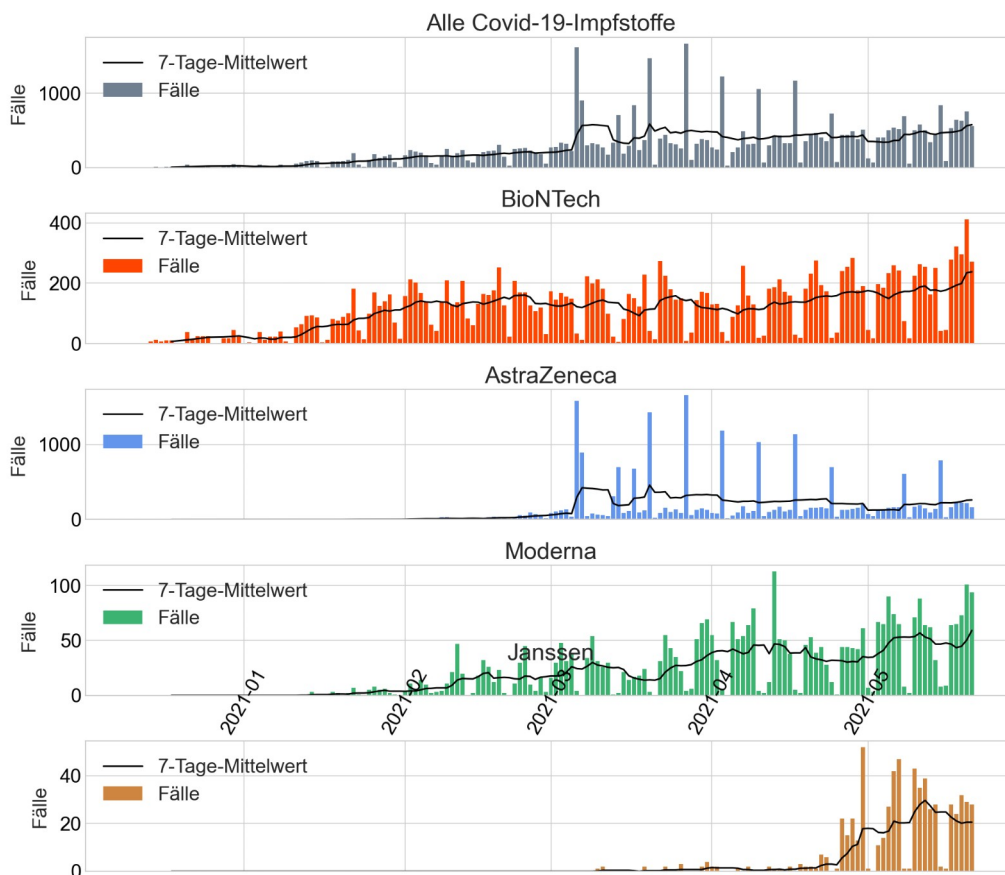 Alle Covid-19-Impfstoffe
7-Tage-Mittelwert
Fälle
1000
0
Fälle
BioNTech
7-Tage-Mittelwert
Fälle
400
200
0
Fälle
AstraZeneca
7-Tage-Mittelwert
Fälle
1000
0
Fälle
Moderna
7-Tage-Mittelwert
Fälle
100
50
0
Fälle
Janssen
2021-01
2021-02
2021-03
2021-04
2021-05
7-Tage-Mittelwert
Fälle
40
20
0
Fälle